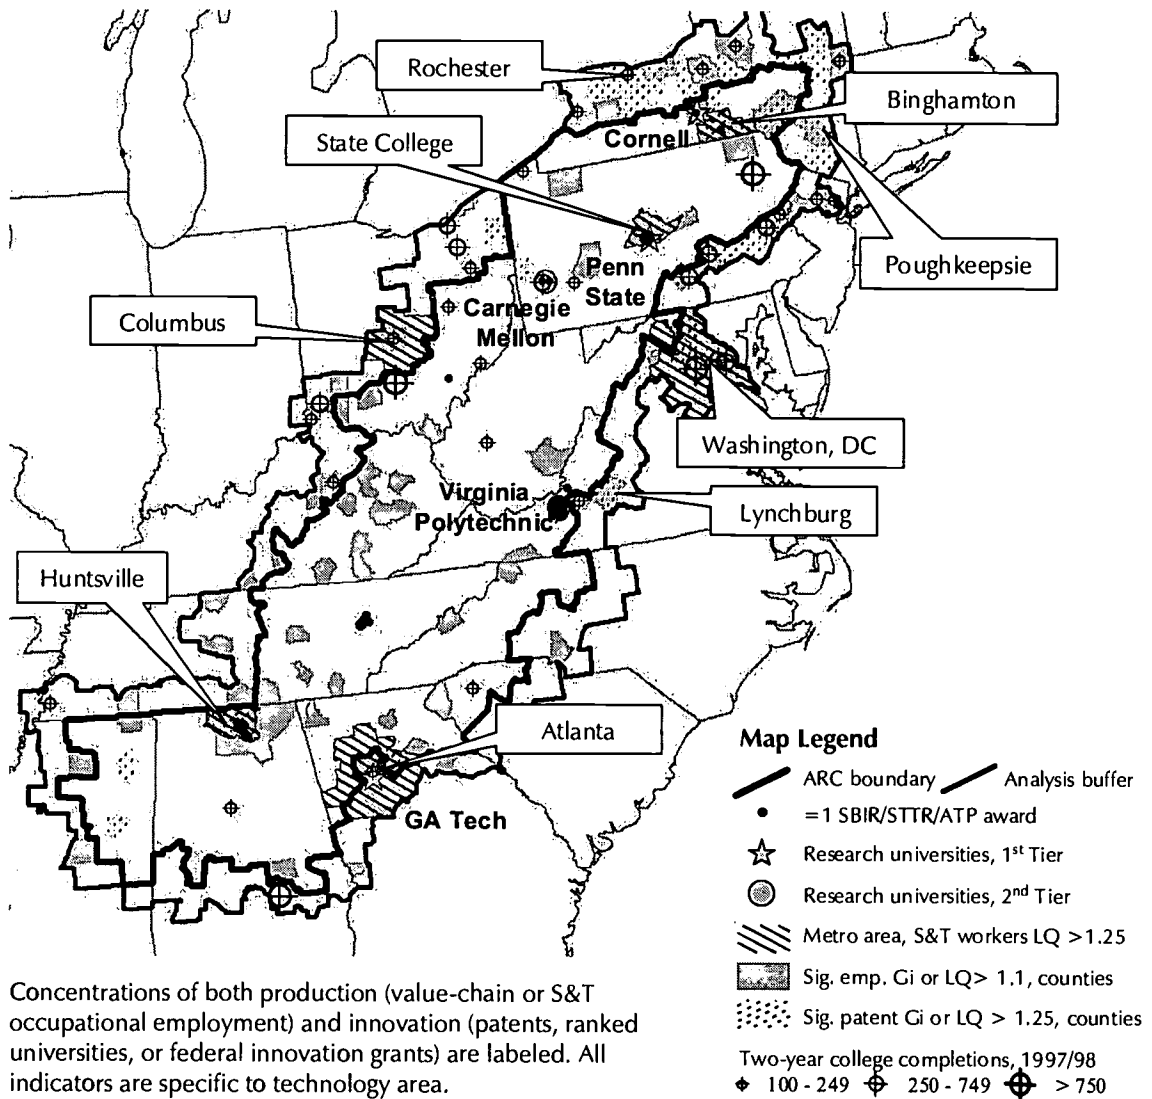 Rochester
Binghamton
Cornell
State College
Poughkeepsie
Penn
State
Carnegie
Mellon
Columbus
Washington, DC
Virginia
Polytechnic
Lynchburg
Huntsville
Atlanta
GA Tech
Map Legend
ARC boundary
Analysis buffer
=1 SBIR/STTR/ATP award
Research universities, 1st Tier
Research universities, 2nd Tier
Metro area, S&T workers LQ >1.25
Sig. emp. Gi or LQ> 1.1, counties
Sig. patent Gi or LQ > 1.25, counties
Two-year college completions, 1997/98
100 - 249 250 - 749 > 750
Concentrations of both production (value-chain or S&T
occupational employment) and innovation (patents, ranked
universities, or federal innovation grants) are labeled. All
indicators are specific to technology area.